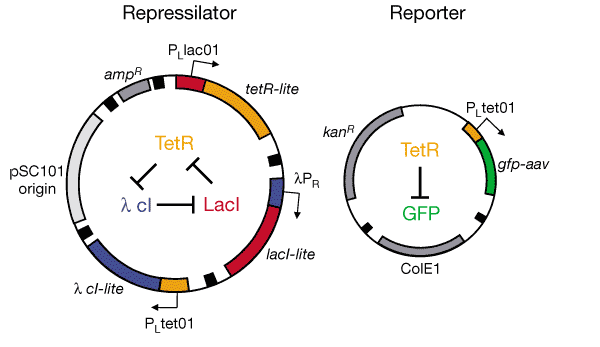 Repressilator
Reporter
PLlac01
ampR
tetR-lite
PLtet01
kanR
TetR
TetR
gfp-aav
pSC101
origin
λPR
λ cI
LacI
GFP
lacI-lite
λ cI-lite
ColE1
PLtet01